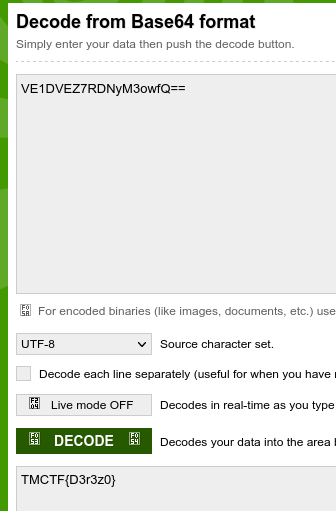 Decode from Base64 format
Simply enter your data then push the decode button.
VE1DVEZ7RDNyM3owfQ==
For encoded binaries (like images, documents, etc.) use
UTF-8 Source character set.
Decode each line separately (useful for when you have
Live mode OFF Decodes in real-time as you type
DECODE Decodes your data into the area
TMCTF{D3r3z0}